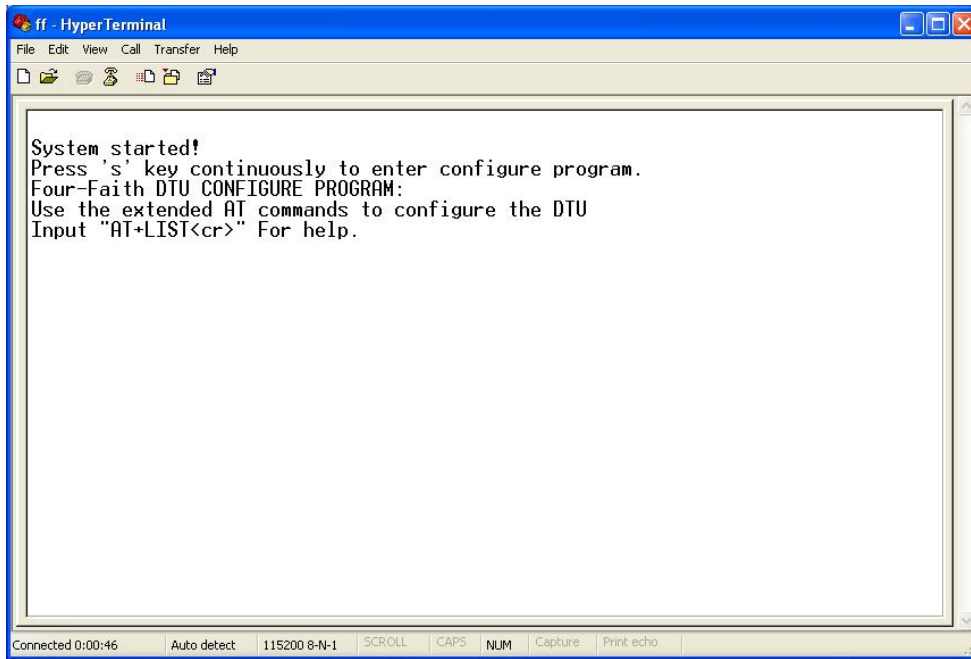 ff - HyperTerminal
File Edit View Call Transfer Help
System started!
Press 's' key continuously to enter configure program.
Four-Faith DTU CONFIGURE PROGRAM:
Use the extended AT commands to configure the DTU
Input "AT+LIST<cr>" For help.
Connected 0:00:46 Auto detect 115200 8-N-1 SCROLL CAPS NUM Capture Print echo